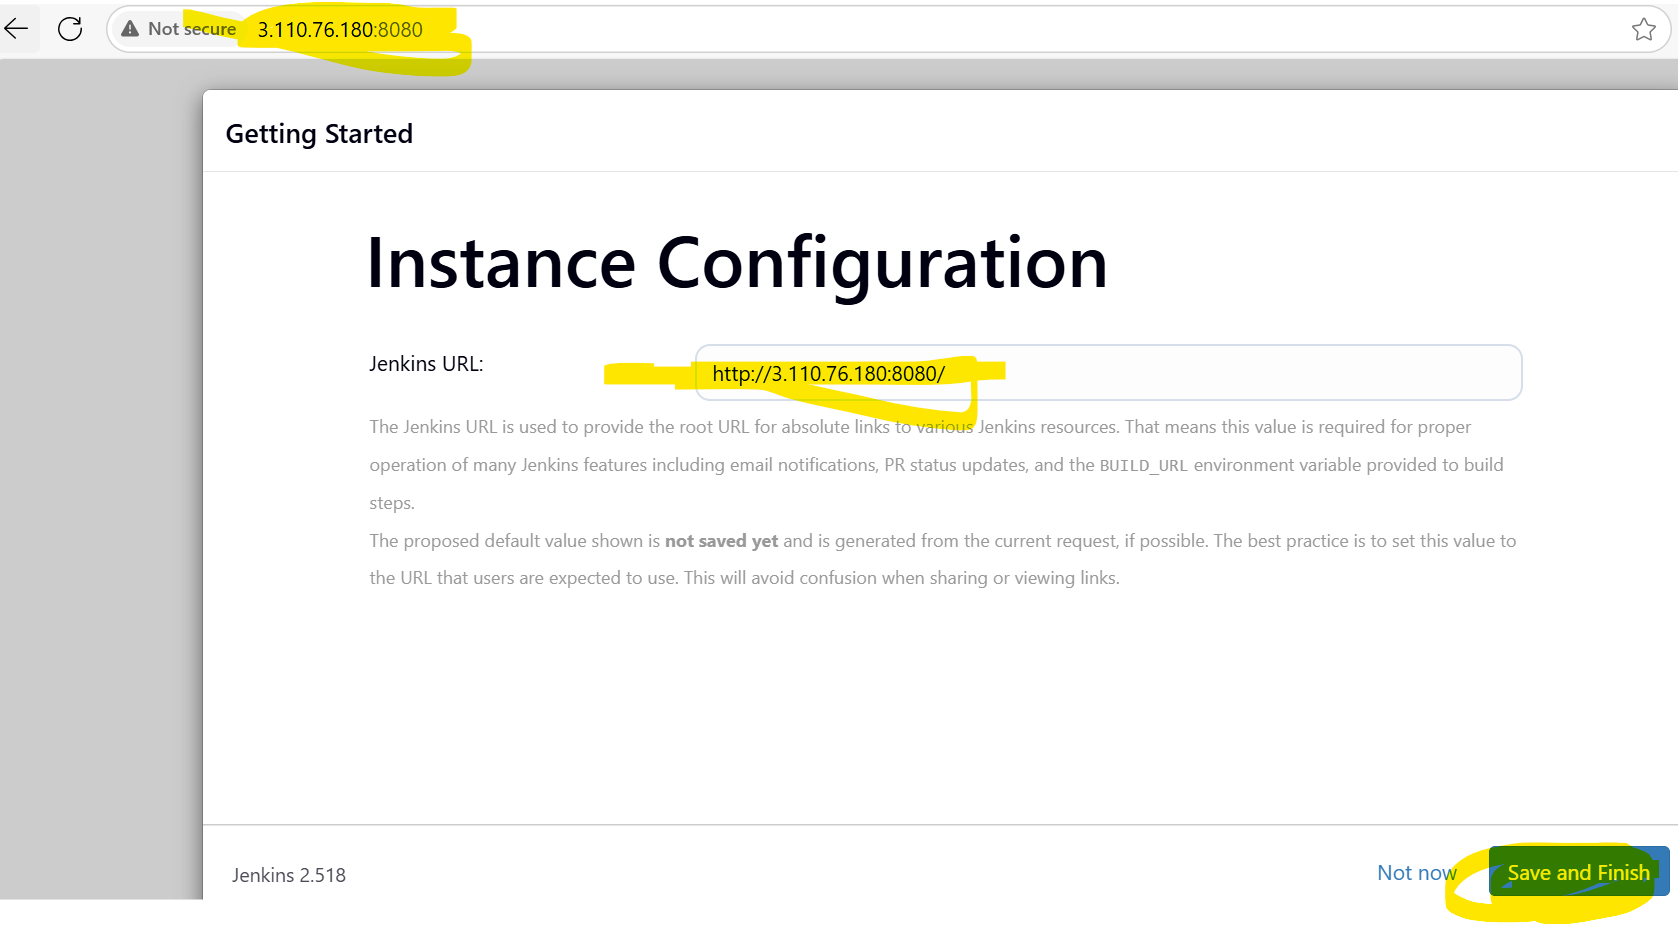 Not secure 3.110.76.180:8080
Getting Started
Instance Configuration
Jenkins URL:
http://3.110.76.180:8080/
The Jenkins URL is used to provide the root URL for absolute links to various Jenkins resources. That means this value is required for proper
operation of many Jenkins features including email notifications, PR status updates, and the BUILD_URL environment variable provided to build
steps.
The proposed default value shown is not saved yet and is generated from the current request, if possible. The best practice is to set this value to
the URL that users are expected to use. This will avoid confusion when sharing or viewing links.
Jenkins 2.518
Not now
Save and Finish